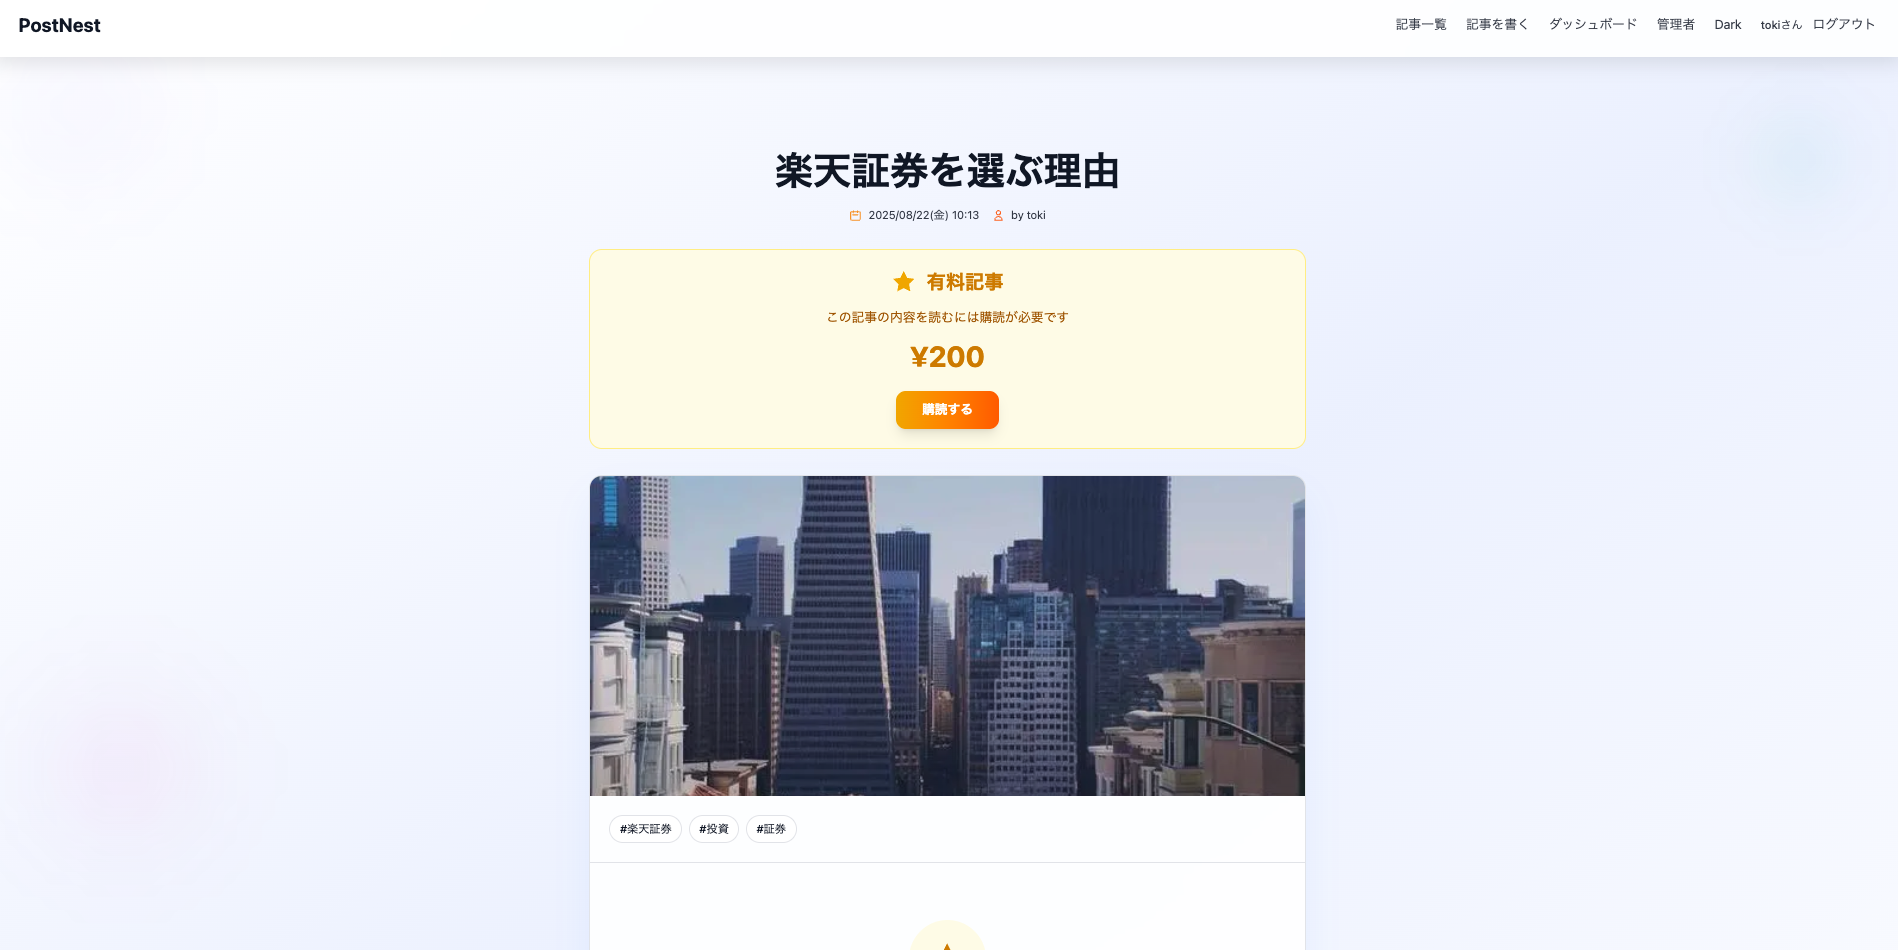 PostNest
記事一覧 記事を書く ダッシュボード 管理者 Dark tokiさん ログアウト
楽天証券を選ぶ理由
2025/08/22(金) 10:13 by toki
有料記事
この記事の内容を読むには購読が必要です
¥200
購読する
#楽天証券 #投資 #証券